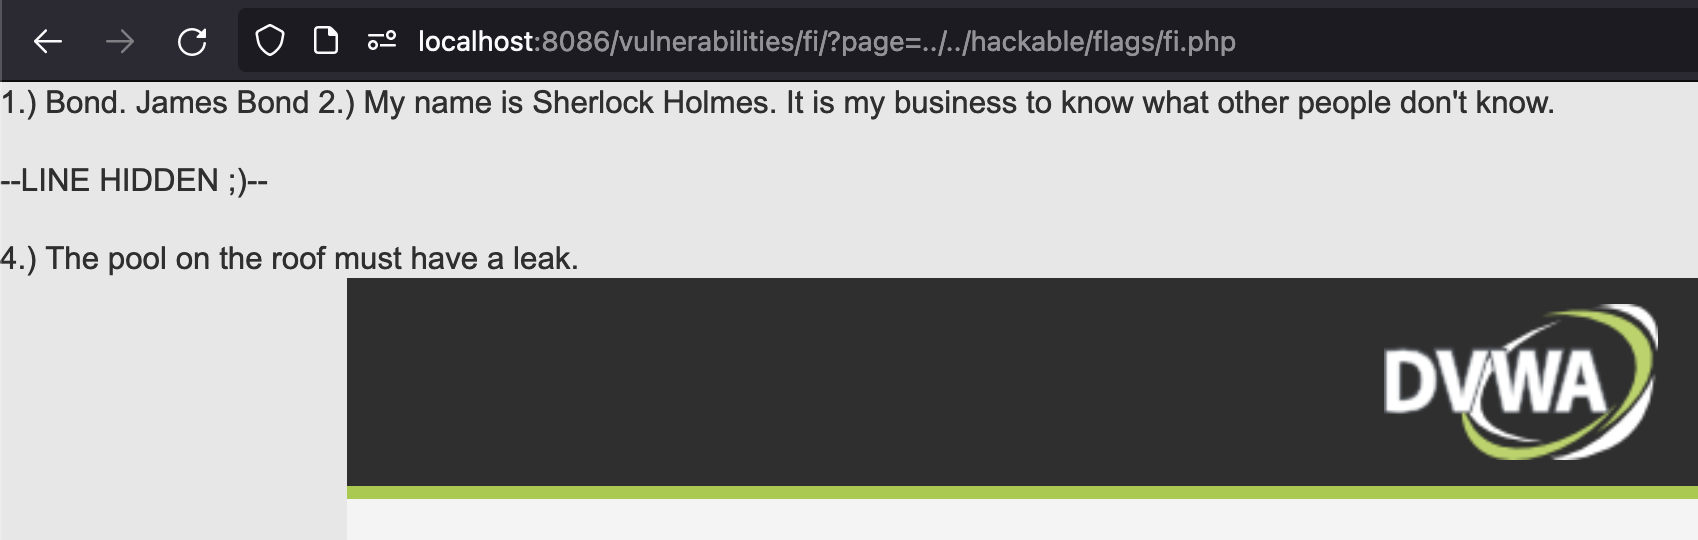 localhost:8086/vulnerabilities/fi/?page=../../hackable/flags/fi.php
1.) Bond. James Bond 2.) My name is Sherlock Holmes. It is my business to know what other people don't know.
--LINE HIDDEN ;)--
4.) The pool on the roof must have a leak.
DVWA